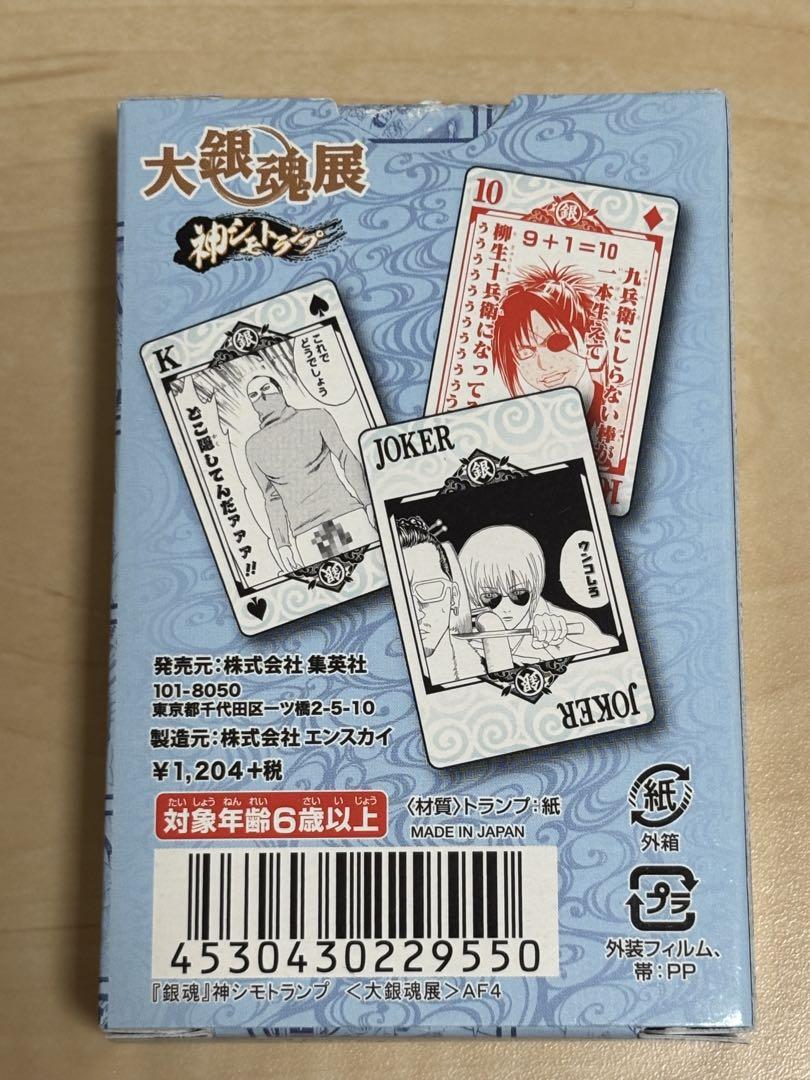 大銀魂展
神シモトランプ
10
銀
9+1=10
九兵衛にしらない棒が
一本生えて
柳生十兵衛になってる
うううううううううう
K
銀
これで
どうでしょう
どこ隠してんだァァァ!!
銀
JOKER
銀
ウンコしろ
銀
JOKER
発売元:株式会社 集英社
101-8050
東京都千代田区一ツ橋2-5-10
製造元:株式会社 エンスカイ
¥1,204+税
たいしょうねんれい さいいじょう
対象年齢6歳以上
〈材質〉トランプ:紙
MADE IN JAPAN
紙
外箱
プラ
外装フィルム、
帯:PP
4530430229550
『銀魂』神シモトランプ <大銀魂展>AF4